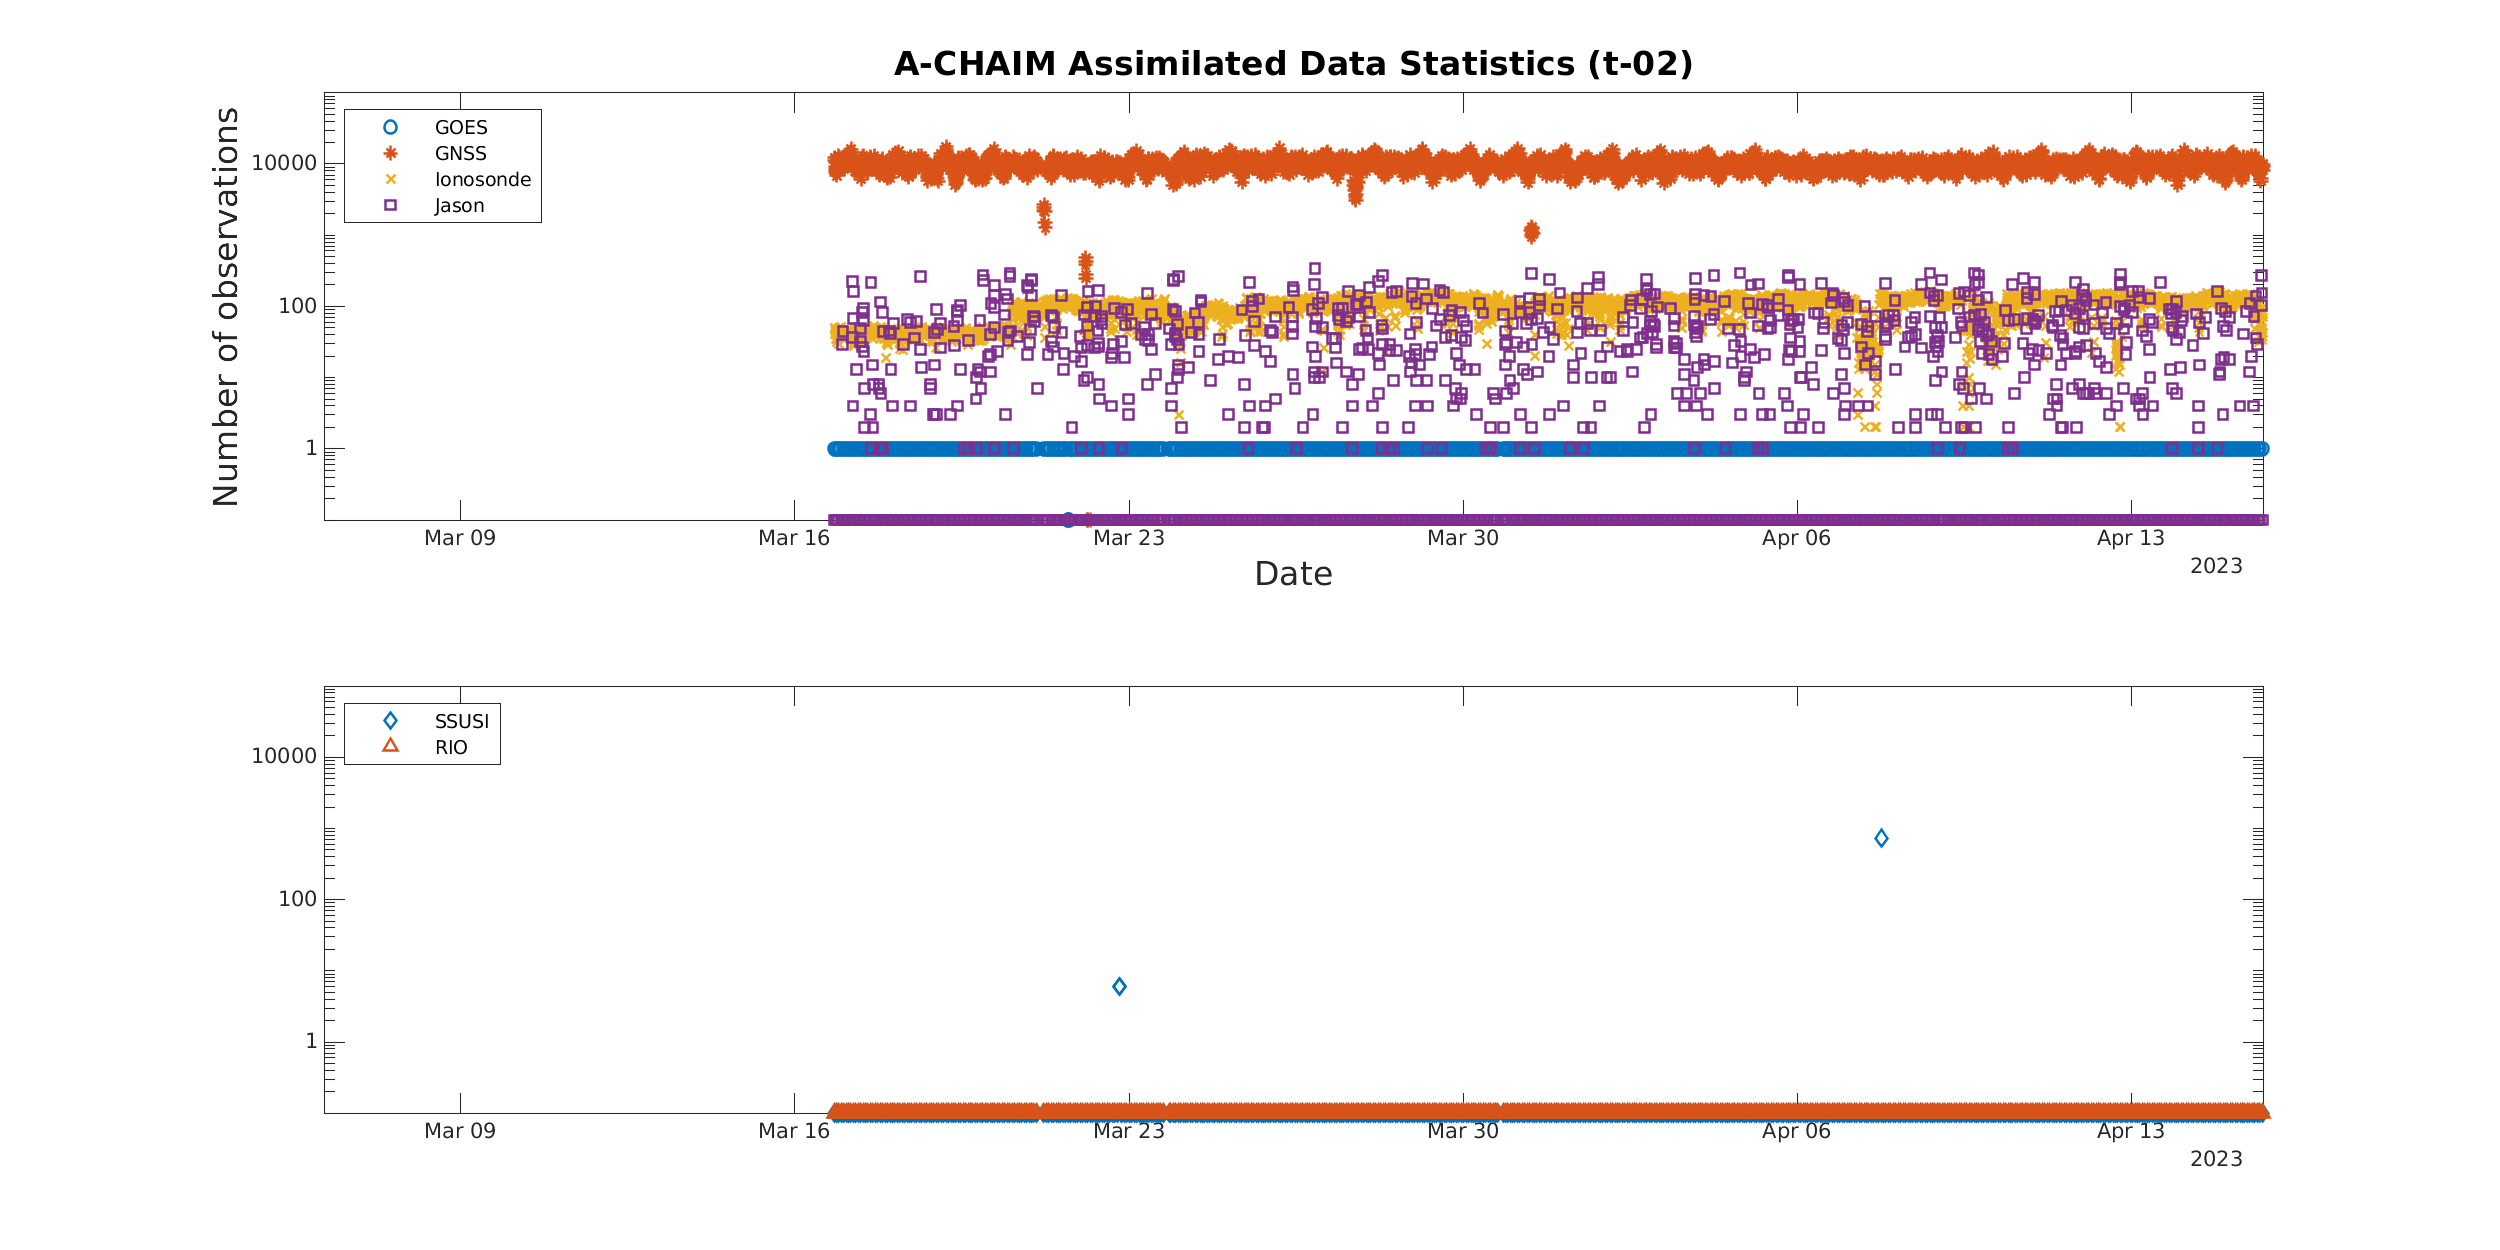 A-CHAIM Assimilated Data Statistics (t-02)
GOES
GNSS
Ionosonde
Jason
Number of observations
10000
100
1
Mar 09
Mar 16
Mar 23
Mar 30
Apr 06
Apr 13
2023
Date
SSUSI
RIO
10000
100
1
Mar 09
Mar 16
Mar 23
Mar 30
Apr 06
Apr 13
2023